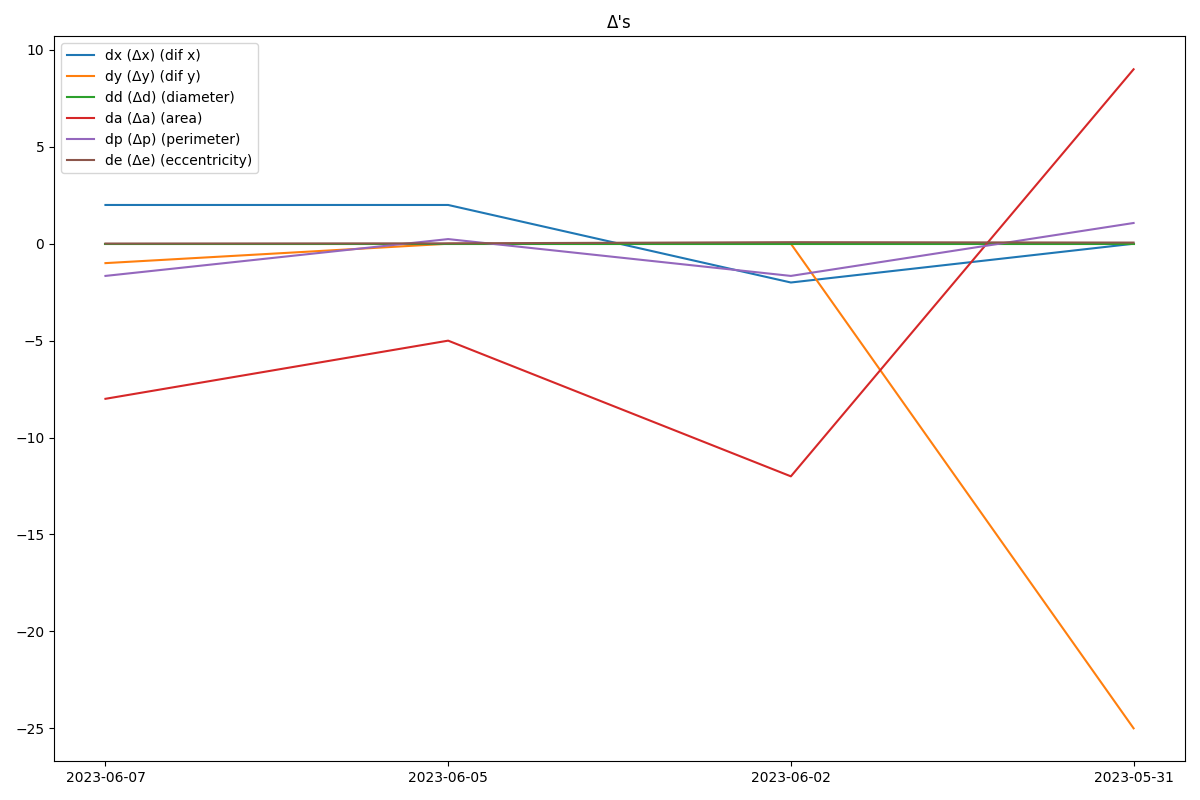 Δ's
dx (Δx) (dif x)
dy (Δy) (dif y)
dd (Δd) (diameter)
da (Δa) (area)
dp (Δp) (perimeter)
de (Δe) (eccentricity)
10
5
0
−5
−10
−15
−20
−25
2023-06-07 2023-06-05 2023-06-02 2023-05-31